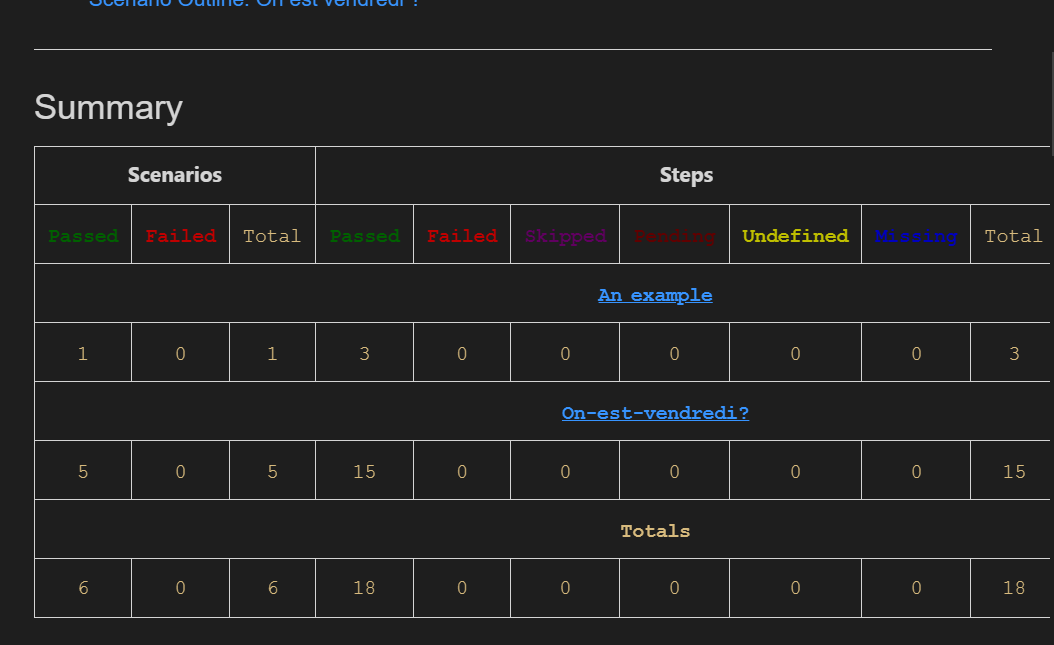 Scenario Outline: On est vendredi ?
Summary
Scenarios Steps
Passed Failed Total Passed Failed Skipped Pending Undefined Missing Total
An example
1 0 1 3 0 0 0 0 0 3
On-est-vendredi?
5 0 5 15 0 0 0 0 0 15
Totals
6 0 6 18 0 0 0 0 0 18